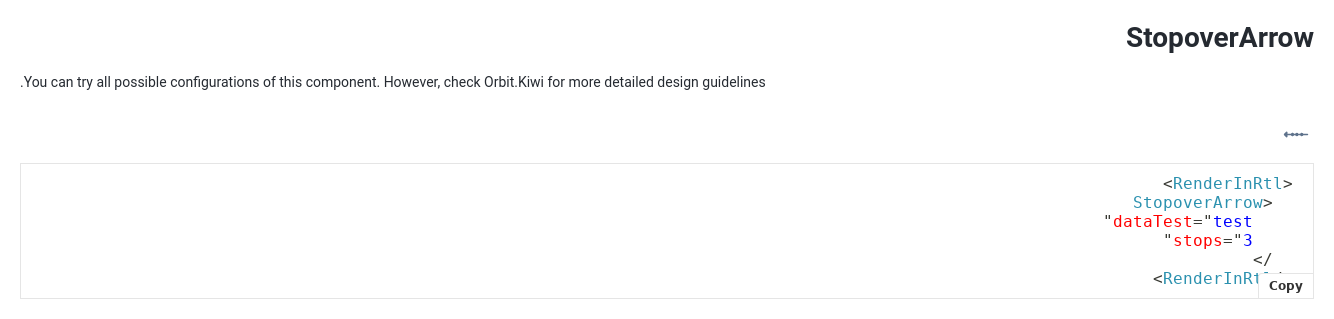 StopoverArrow
.You can try all possible configurations of this component. However, check Orbit.Kiwi for more detailed design guidelines
<RenderInRtl>
StopoverArrow>
"dataTest="test
"stops="3
</
<RenderInRtl/
Copy